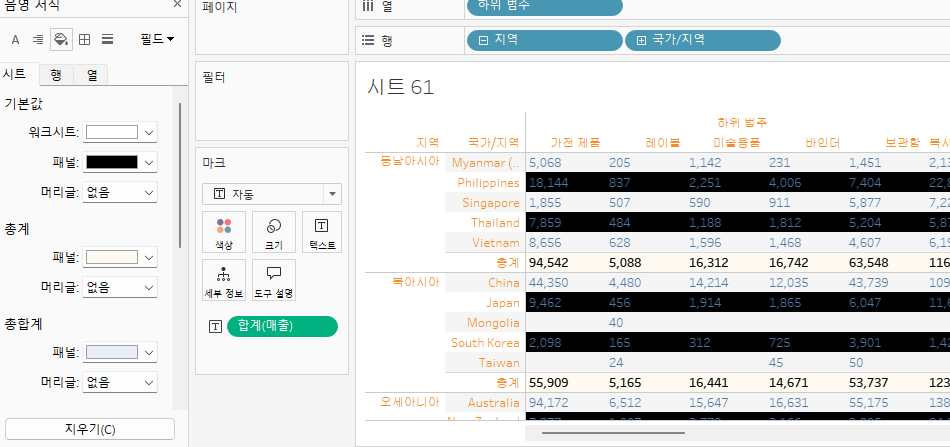 음영 서식
페이지
열
하위 범주
A
필드
행
지역
국가/지역
시트
행
열
필터
시트 61
기본값
워크시트:
패널:
머리글: 없음
총계
패널:
머리글: 없음
총합계
패널:
머리글: 없음
지우기(C)
마크
자동
색상
크기
텍스트
세부 정보
도구 설명
합계(매출)
하위 범주
지역 국가/지역 가전 제품 레이블 미술용품 바인더 보관함
동남아시아 Myanmar (.. 5,068 205 1,142 231 1,451 2,13
Philippines 18,144 837 2,251 4,006 7,404 22,8
Singapore 1,855 507 590 911 5,877 7,22
Thailand 7,859 484 1,188 1,812 5,204 5,87
Vietnam 8,656 628 1,596 1,468 4,607 6,19
총계 94,542 5,088 16,312 16,742 63,548 116
북아시아 China 44,350 4,480 14,214 12,035 43,739 109
Japan 9,462 456 1,914 1,865 6,047 11,6
Mongolia 40
South Korea 2,098 165 312 725 3,901 1,42
Taiwan 24 45 50
총계 55,909 5,165 16,441 14,671 53,737 123
오세아니아 Australia 94,172 6,512 15,647 16,631 55,175 138